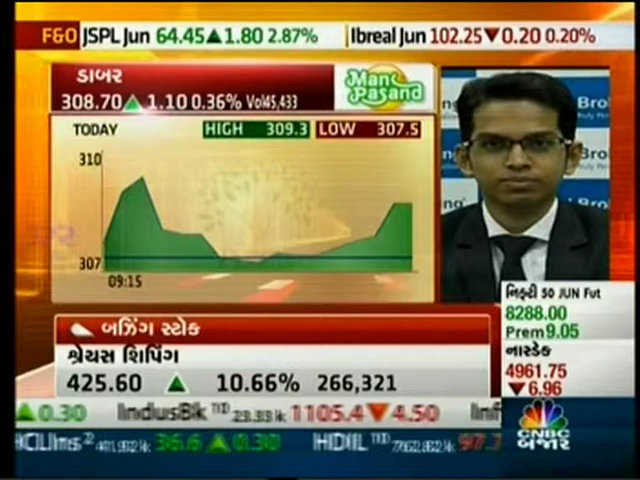 F&O JSPL Jun 64.45 ▲ 1.80 2.87% Ibreal Jun 102.25 ▼ 0.20 0.20%
ડાબર
308.70 ▲ 1.10 0.36% Vol45,433
Man Pasand
TODAY HIGH 309.3 LOW 307.5
310
307
09:15
Bro
Bro
નિફ્ટી 50 JUN Fut
8288.00
Prem 9.05
નાસ્ડેક
4961.75
▼ 6.96
બઝિંગ સ્ટોક
શ્રેયસ શિપિંગ
425.60 ▲ 10.66% 266,321
▲ 0.30 IndusBk 1105.4 ▼ 4.50
36.6 ▲ 0.30 HDIL
CNBC
બજાર